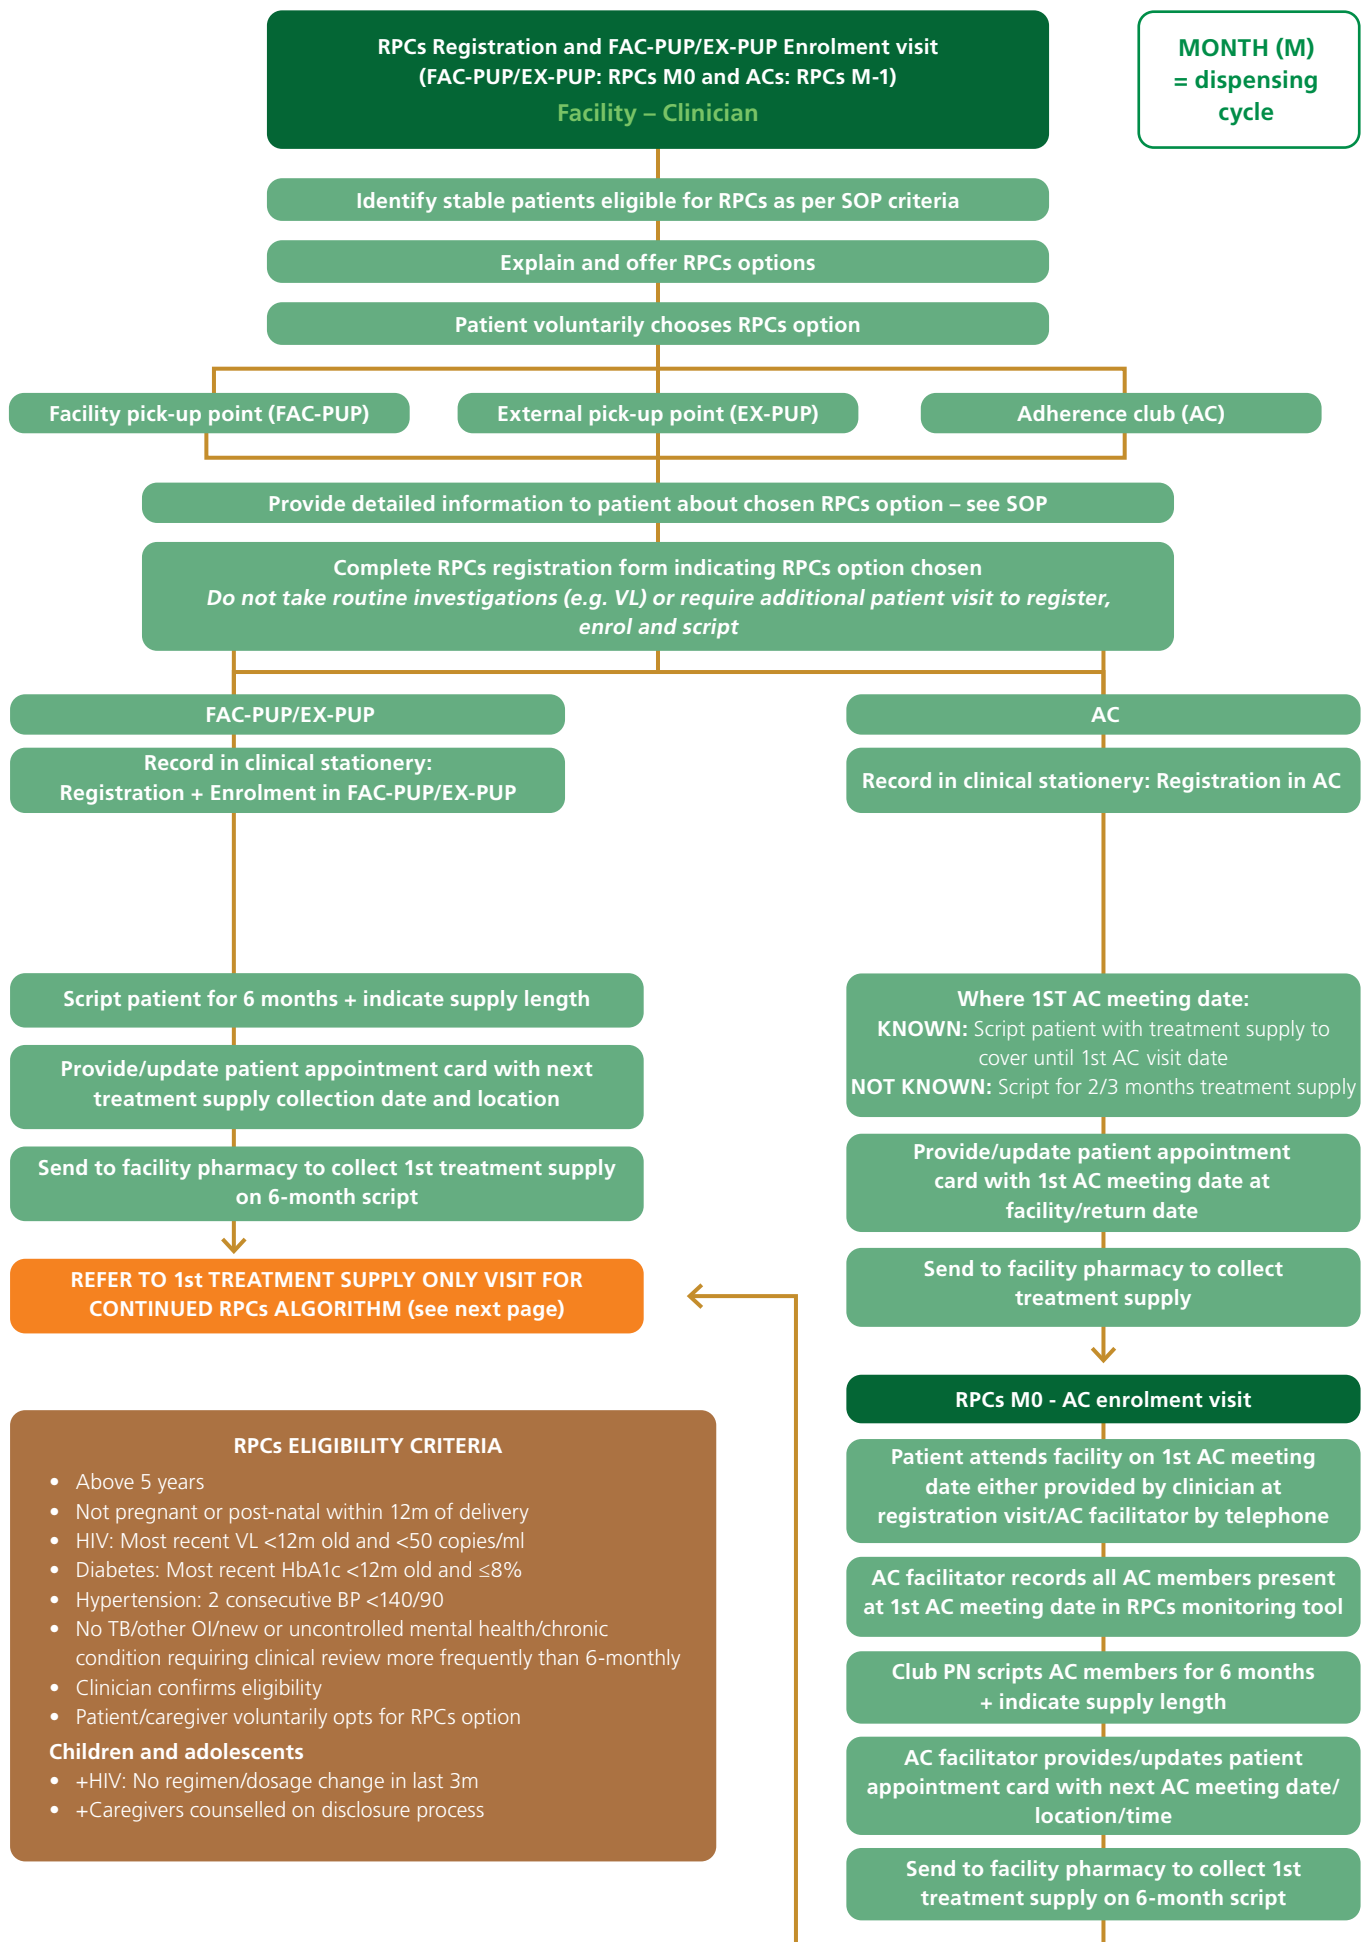 RPCs Registration and FAC-PUP/EX-PUP Enrolment visit
(FAC-PUP/EX-PUP: RPCs M0 and ACs: RPCs M-1)
Facility – Clinician
MONTH (M)
= dispensing
cycle
Identify stable patients eligible for RPCs as per SOP criteria
Explain and offer RPCs options
Patient voluntarily chooses RPCs option
Facility pick-up point (FAC-PUP)
External pick-up point (EX-PUP)
Adherence club (AC)
Provide detailed information to patient about chosen RPCs option – see SOP
Complete RPCs registration form indicating RPCs option chosen
Do not take routine investigations (e.g. VL) or require additional patient visit to register,
enrol and script
FAC-PUP/EX-PUP
Record in clinical stationery:
Registration + Enrolment in FAC-PUP/EX-PUP
Script patient for 6 months + indicate supply length
Provide/update patient appointment card with next
treatment supply collection date and location
Send to facility pharmacy to collect 1st treatment supply
on 6-month script
REFER TO 1st TREATMENT SUPPLY ONLY VISIT FOR
CONTINUED RPCs ALGORITHM (see next page)
AC
Record in clinical stationery: Registration in AC
Where 1ST AC meeting date:
KNOWN: Script patient with treatment supply to
cover until 1st AC visit date
NOT KNOWN: Script for 2/3 months treatment supply
Provide/update patient appointment
card with 1st AC meeting date at
facility/return date
Send to facility pharmacy to collect
treatment supply
RPCs M0 - AC enrolment visit
Patient attends facility on 1st AC meeting
date either provided by clinician at
registration visit/AC facilitator by telephone
AC facilitator records all AC members present
at 1st AC meeting date in RPCs monitoring tool
Club PN scripts AC members for 6 months
+ indicate supply length
AC facilitator provides/updates patient
appointment card with next AC meeting date/
location/time
Send to facility pharmacy to collect 1st
treatment supply on 6-month script
RPCs ELIGIBILITY CRITERIA
• Above 5 years
• Not pregnant or post-natal within 12m of delivery
• HIV: Most recent VL <12m old and <50 copies/ml
• Diabetes: Most recent HbA1c <12m old and ≤8%
• Hypertension: 2 consecutive BP <140/90
• No TB/other OI/new or uncontrolled mental health/chronic
condition requiring clinical review more frequently than 6-monthly
• Clinician confirms eligibility
• Patient/caregiver voluntarily opts for RPCs option
Children and adolescents
• +HIV: No regimen/dosage change in last 3m
• +Caregivers counselled on disclosure process